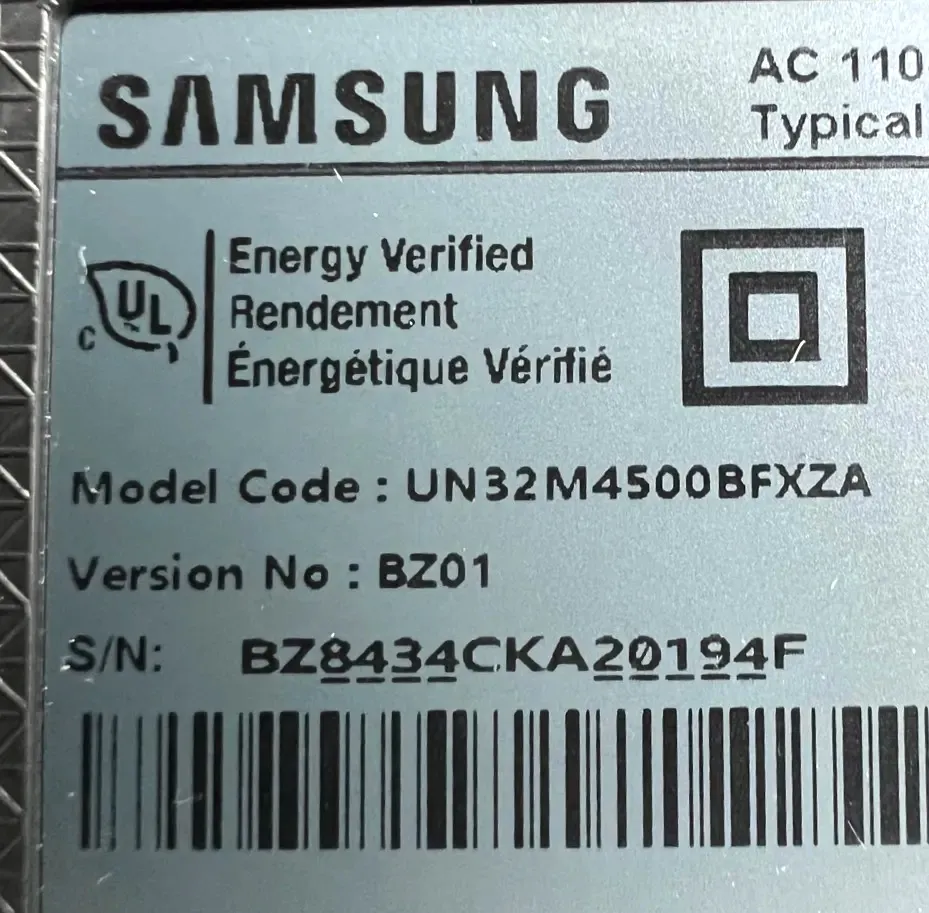 SAMSUNG
AC 110
Typical
UL
C
Energy Verified
Rendement
Énergétique Vérifié
Model Code : UN32M4500BFXZA
Version No : BZ01
S/N: BZ8434CKA20194F